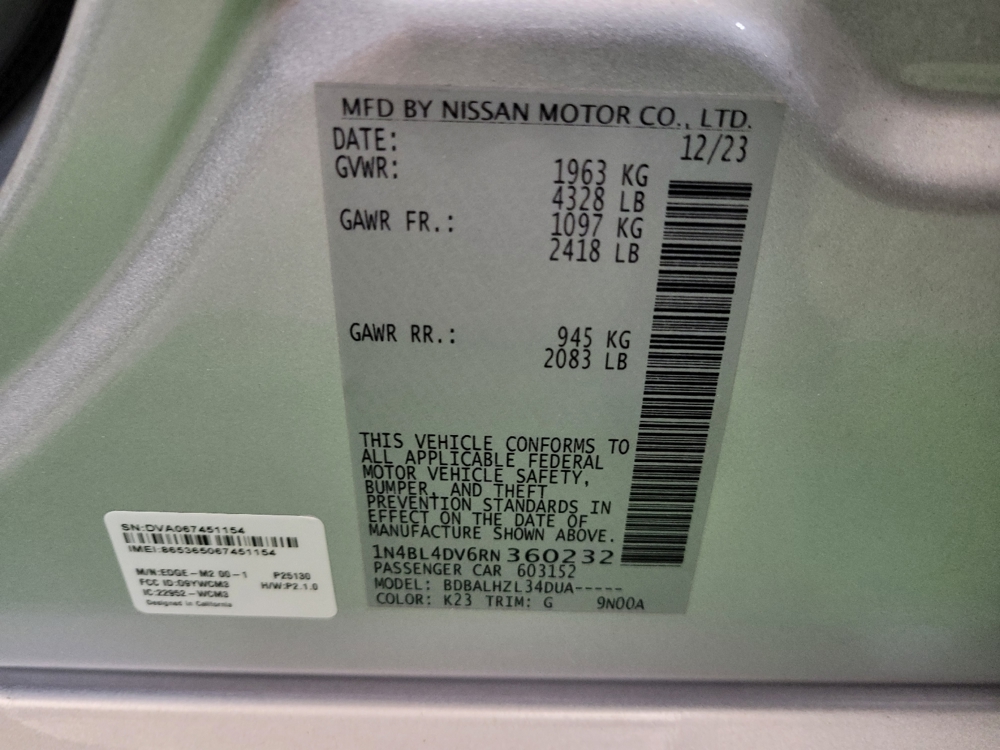 MFD BY NISSAN MOTOR CO., LTD.
DATE: 12/23
GVWR: 1963 KG
4328 LB
GAWR FR.: 1097 KG
2418 LB
GAWR RR.: 945 KG
2083 LB
THIS VEHICLE CONFORMS TO
ALL APPLICABLE FEDERAL
MOTOR VEHICLE SAFETY,
BUMPER, AND THEFT
PREVENTION STANDARDS IN
EFFECT ON THE DATE OF
MANUFACTURE SHOWN ABOVE.
1N4BL4DV6RN 360232
PASSENGER CAR 603152
MODEL: BDBALHZL34DUA-----
COLOR: K23 TRIM: G 9N00A
SN:DVA067451154
IMEI:865365067451154
M/N:EDGE-M2 00-1 P25130
FCC ID:O9YWCM3 H/W:P2.1.0
IC:22952-WCM3
Designed in California